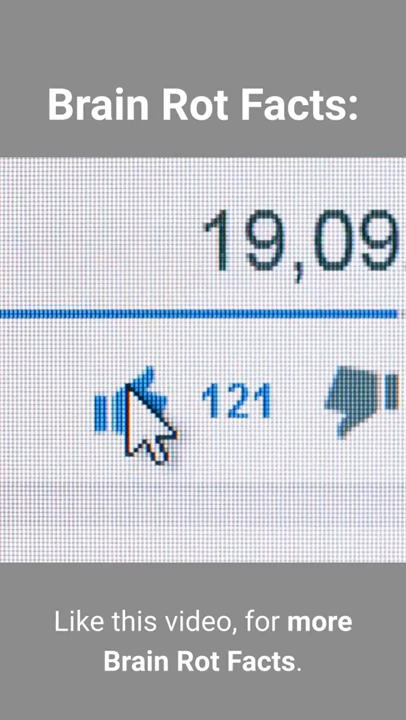 Brain Rot Facts:
19,09
121
Like this video, for more
Brain Rot Facts.